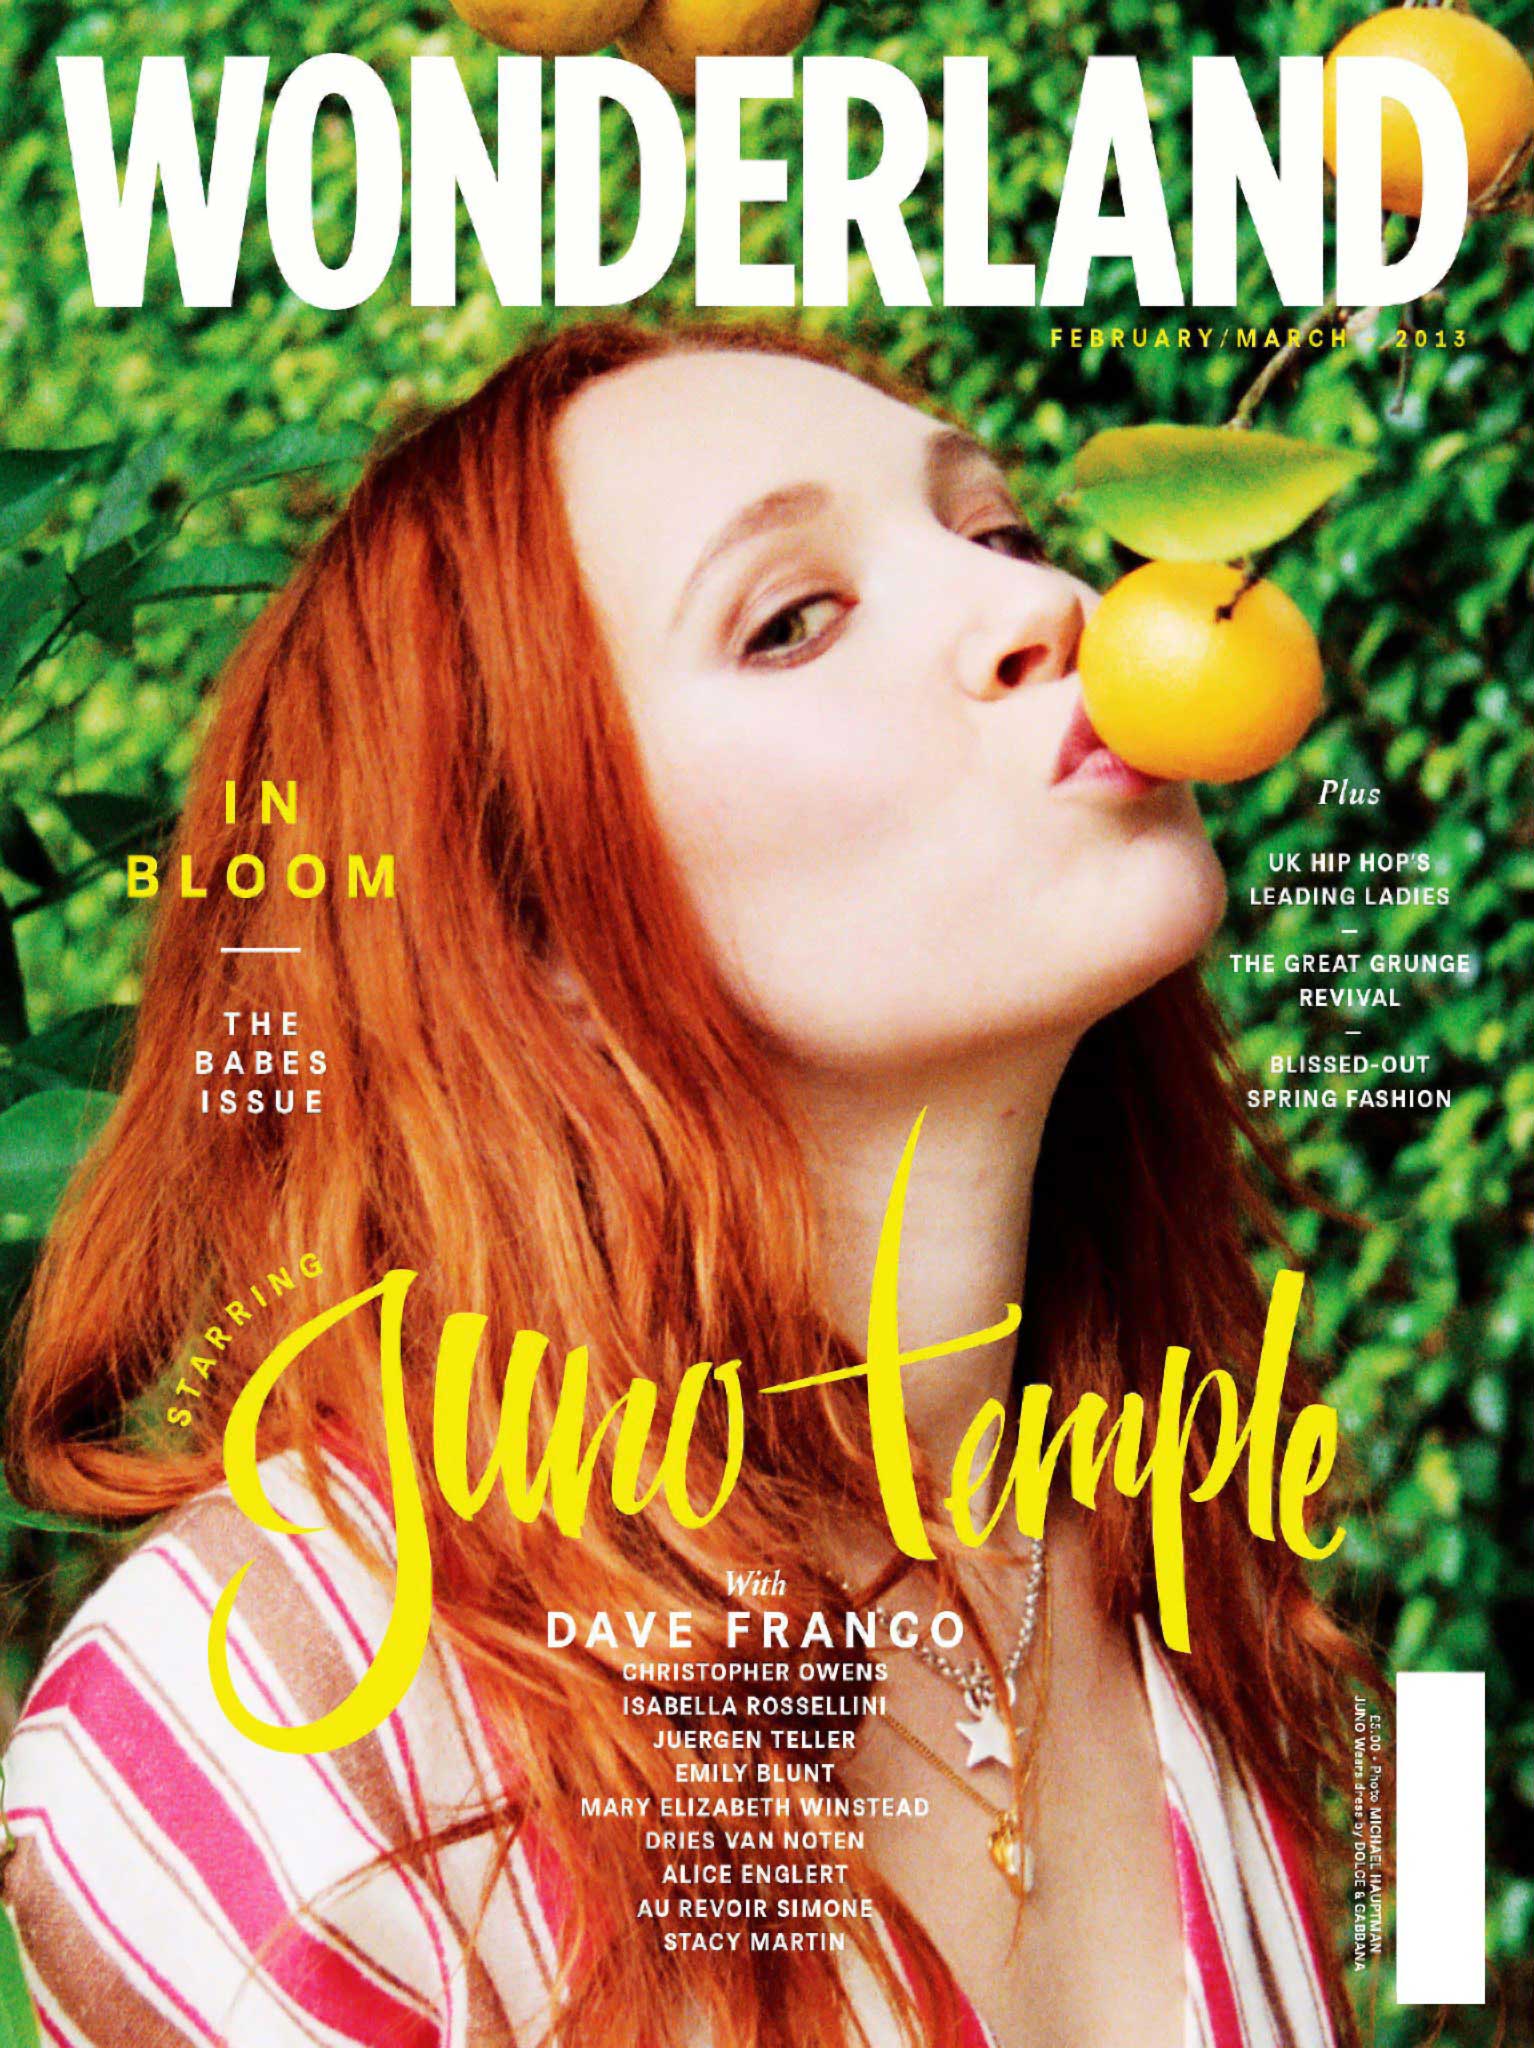 WONDERLAND
FEBRUARY/MARCH 2013
IN
BLOOM
THE
BABES
ISSUE
Plus
UK HIP HOP'S
LEADING LADIES
–
THE GREAT GRUNGE
REVIVAL
–
BLISSED-OUT
SPRING FASHION
STARRING
Juno temple
With
DAVE FRANCO
CHRISTOPHER OWENS
ISABELLA ROSSELLINI
JUERGEN TELLER
EMILY BLUNT
MARY ELIZABETH WINSTEAD
DRIES VAN NOTEN
ALICE ENGLERT
AU REVOIR SIMONE
STACY MARTIN
£5.00 · Photo MICHAEL HAUPTMAN
JUNO Wears dress by DOLCE & GABBANA